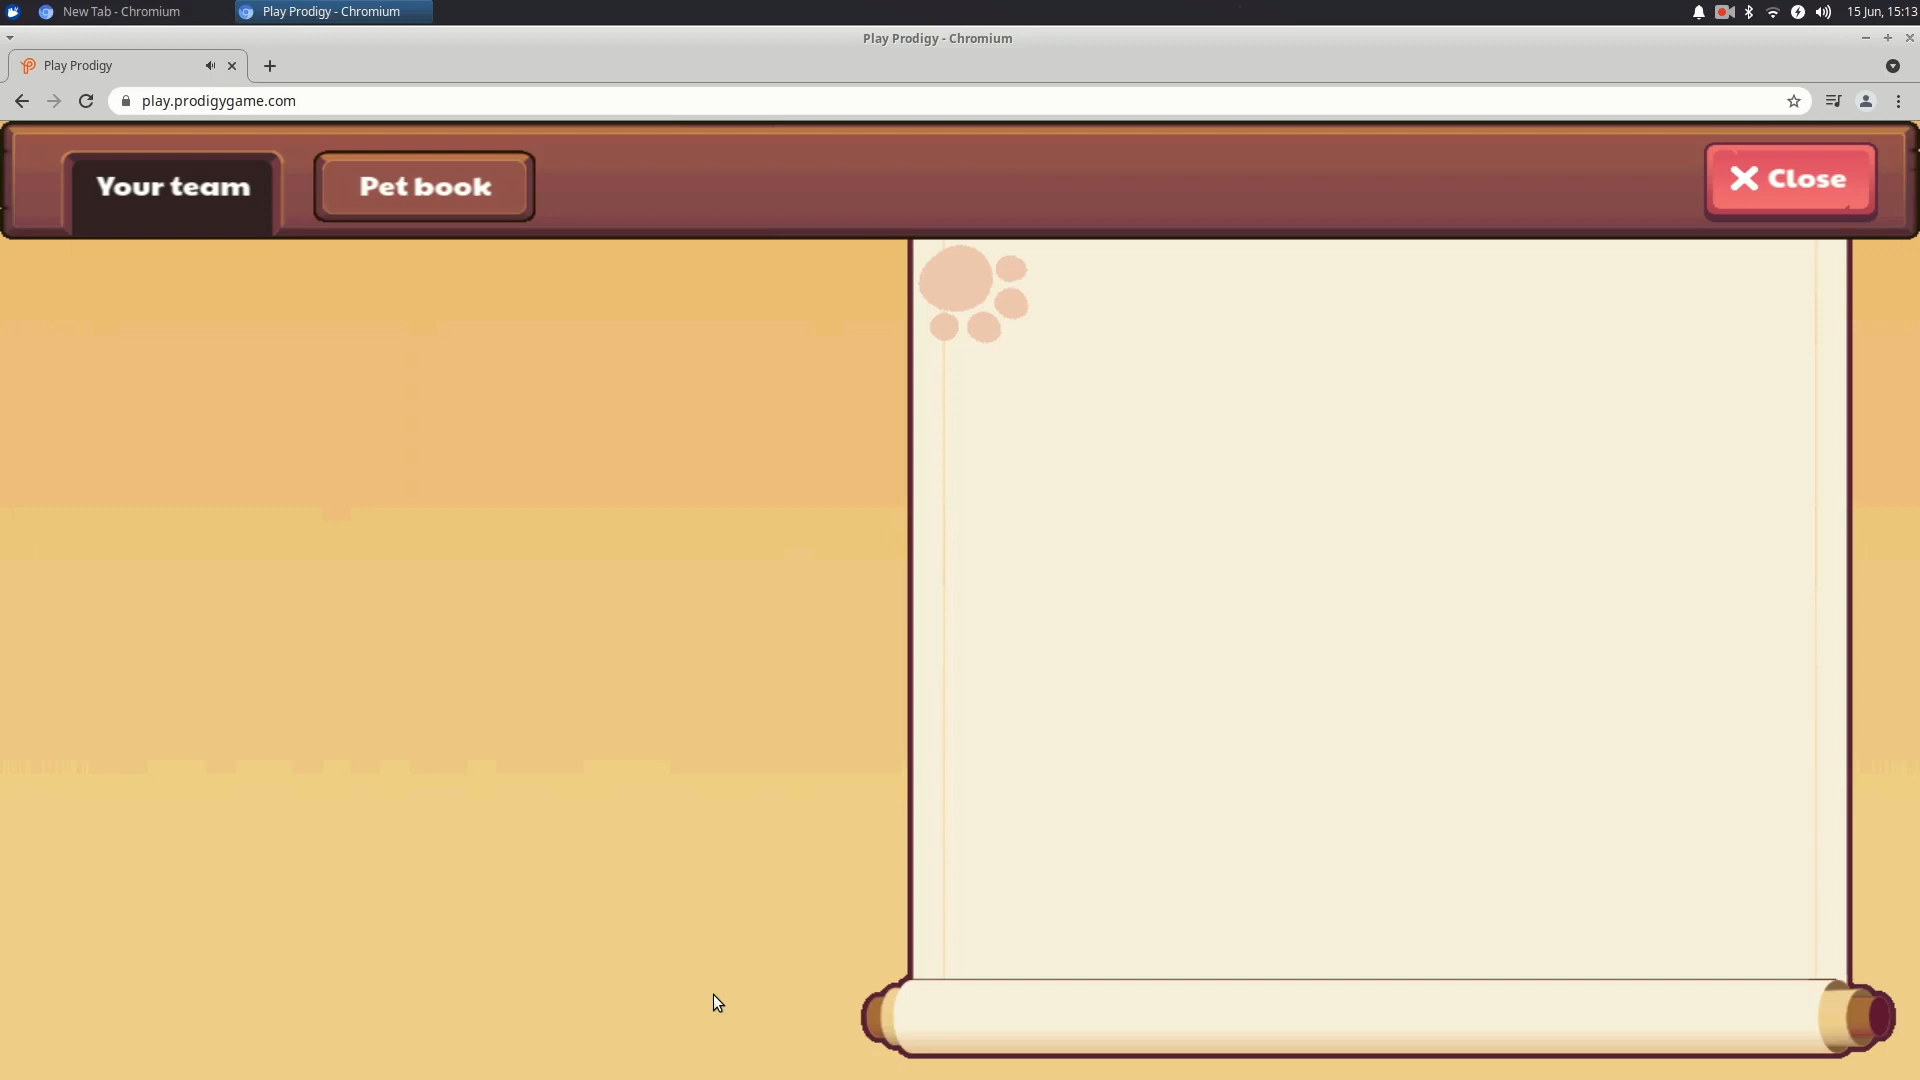 New Tab - Chromium
Play Prodigy - Chromium
15 Jun, 15:13
Play Prodigy - Chromium
Play Prodigy
play.prodigygame.com
Your team
Pet book
Close